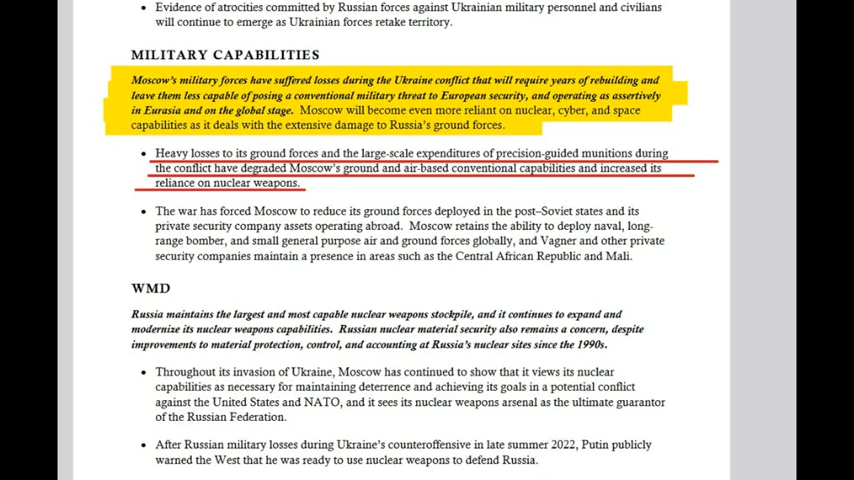 • Evidence of atrocities committed by Russian forces against Ukrainian military personnel and civilians
will continue to emerge as Ukrainian forces retake territory.
MILITARY CAPABILITIES
Moscow's military forces have suffered losses during the Ukraine conflict that will require years of rebuilding and
leave them less capable of posing a conventional military threat to European security, and operating as assertively
in Eurasia and on the global stage. Moscow will become even more reliant on nuclear, cyber, and space
capabilities as it deals with the extensive damage to Russia's ground forces.
• Heavy losses to its ground forces and the large-scale expenditures of precision-guided munitions during
the conflict have degraded Moscow's ground and air-based conventional capabilities and increased its
reliance on nuclear weapons.
• The war has forced Moscow to reduce its ground forces deployed in the post–Soviet states and its
private security company assets operating abroad. Moscow retains the ability to deploy naval, long-
range bomber, and small general purpose air and ground forces globally, and Vagner and other private
security companies maintain a presence in areas such as the Central African Republic and Mali.
WMD
Russia maintains the largest and most capable nuclear weapons stockpile, and it continues to expand and
modernize its nuclear weapons capabilities. Russian nuclear material security also remains a concern, despite
improvements to material protection, control, and accounting at Russia's nuclear sites since the 1990s.
• Throughout its invasion of Ukraine, Moscow has continued to show that it views its nuclear
capabilities as necessary for maintaining deterrence and achieving its goals in a potential conflict
against the United States and NATO, and it sees its nuclear weapons arsenal as the ultimate guarantor
of the Russian Federation.
• After Russian military losses during Ukraine's counteroffensive in late summer 2022, Putin publicly
warned the West that he was ready to use nuclear weapons to defend Russia.